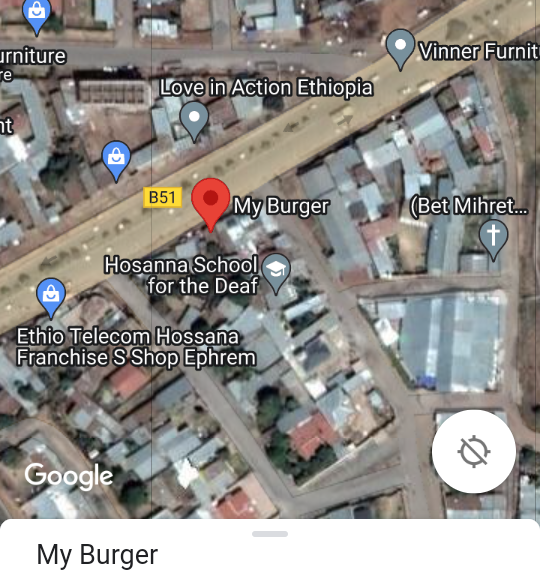 urniture
re
Vinner Furnit
Love in Action Ethiopia
nt
B51
My Burger
(Bet Mihret...
Hosanna School
for the Deaf
Ethio Telecom Hossana
Franchise S Shop Ephrem
Google
My Burger